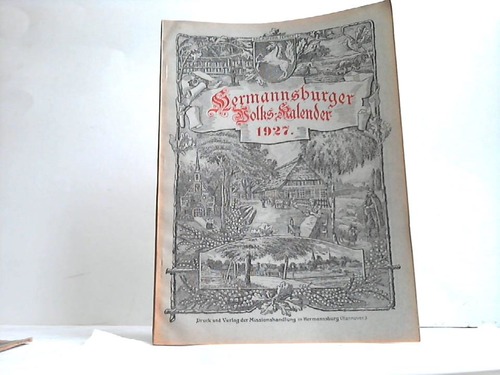 Hermannsburger
Volks-Kalender
1927.
Druck und Verlag der Missionshandlung in Hermannsburg (Hannover)